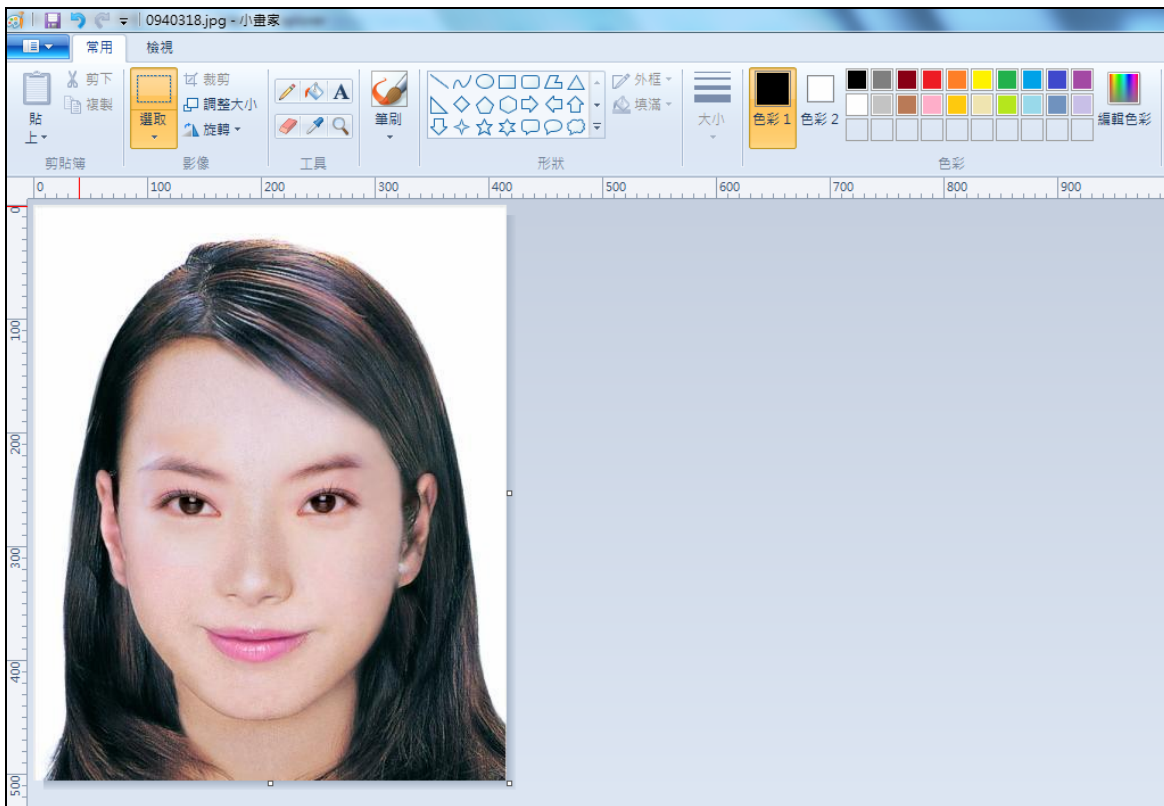 0940318.jpg - 小畫家
常用 檢視
剪下
複製
貼上
剪貼簿
選取
裁剪
調整大小
旋轉
影像
A
工具
筆刷
形狀
外框
填滿
大小
色彩 1
色彩 2
編輯色彩
色彩
0 100 200 300 400 500 600 700 800 900
0
100
200
300
400
500